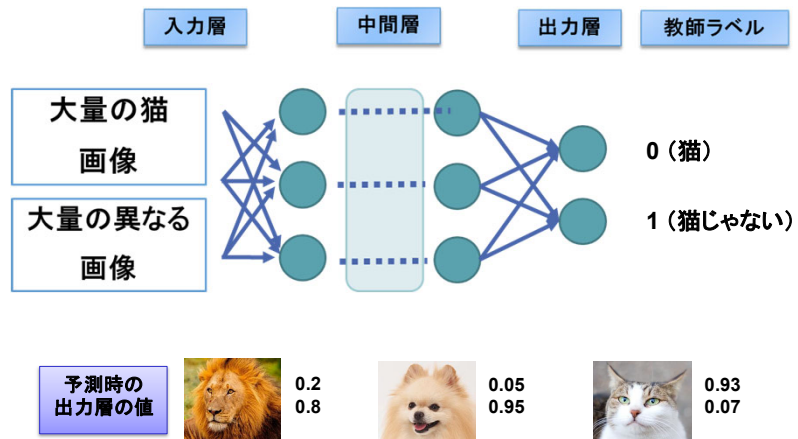 入力層
中間層
出力層
教師ラベル
大量の猫
画像
大量の異なる
画像
0（猫）
1（猫じゃない）
予測時の
出力層の値
0.2
0.8
0.05
0.95
0.93
0.07